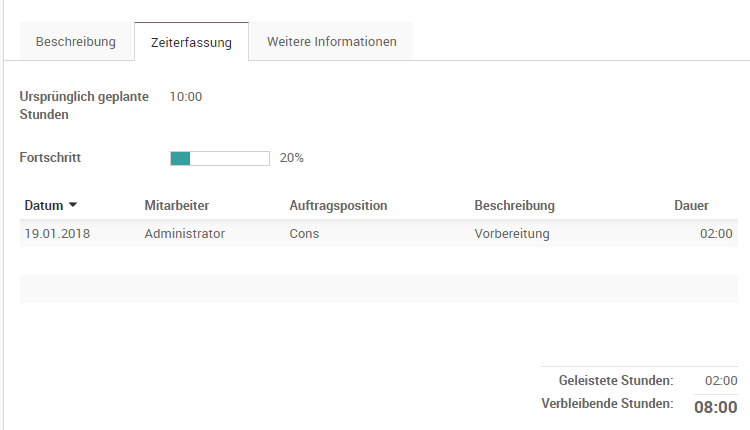 Beschreibung Zeiterfassung Weitere Informationen
Ursprünglich geplante 10:00
Stunden
Fortschritt 20%
Datum Mitarbeiter Auftragsposition Beschreibung Dauer
19.01.2018 Administrator Cons Vorbereitung 02:00
Geleistete Stunden: 02:00
Verbleibende Stunden: 08:00